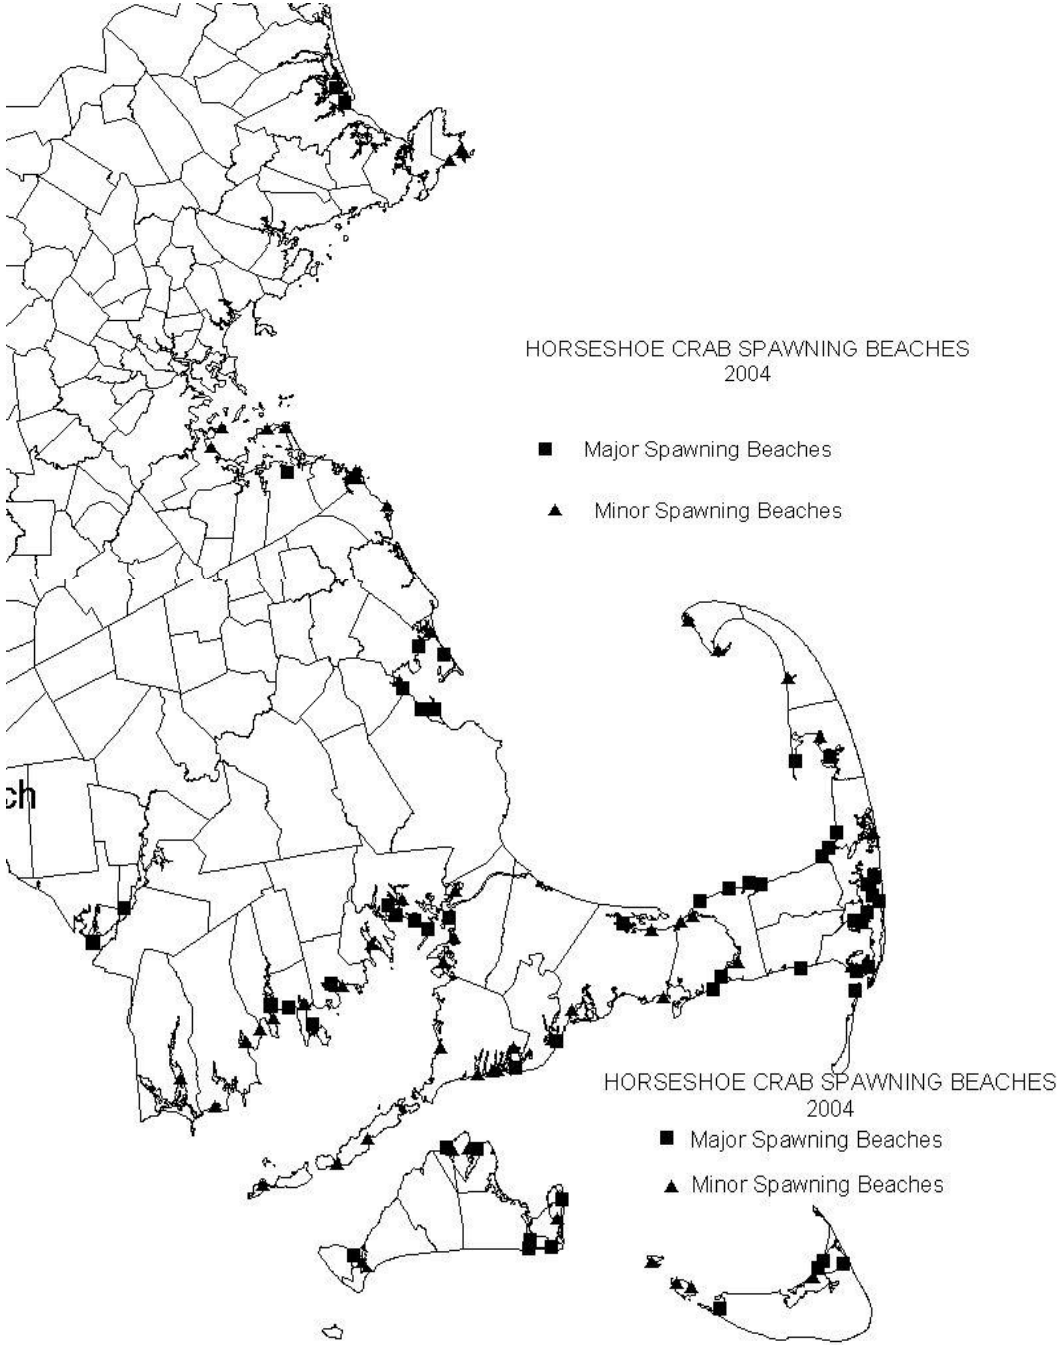 HORSESHOE CRAB SPAWNING BEACHES
2004
Major Spawning Beaches
Minor Spawning Beaches
ch
HORSESHOE CRAB SPAWNING BEACHES
2004
Major Spawning Beaches
Minor Spawning Beaches